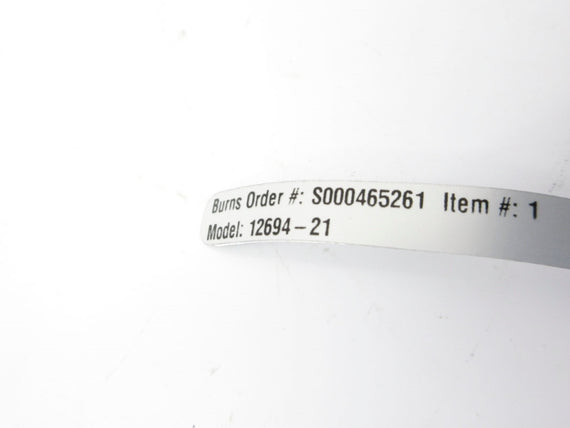 Burns Order #: S000465261 Item #: 1
Model: 12694-21